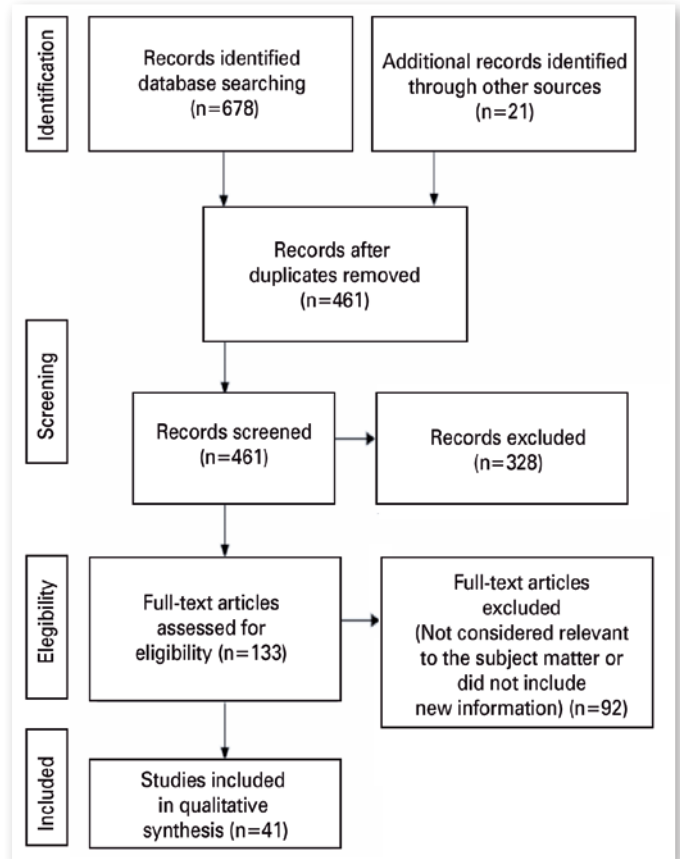 Identification
Records identified
database searching
(n=678)
Additional records identified
through other sources
(n=21)
Records after
duplicates removed
(n=461)
Screening
Records screened
(n=461)
Records excluded
(n=328)
Elegibility
Full-text articles
assessed for
eligibility (n=133)
Full-text articles
excluded
(Not considered relevant
to the subject matter or
did not include
new information) (n=92)
Included
Studies included
in qualitative
synthesis (n=41)